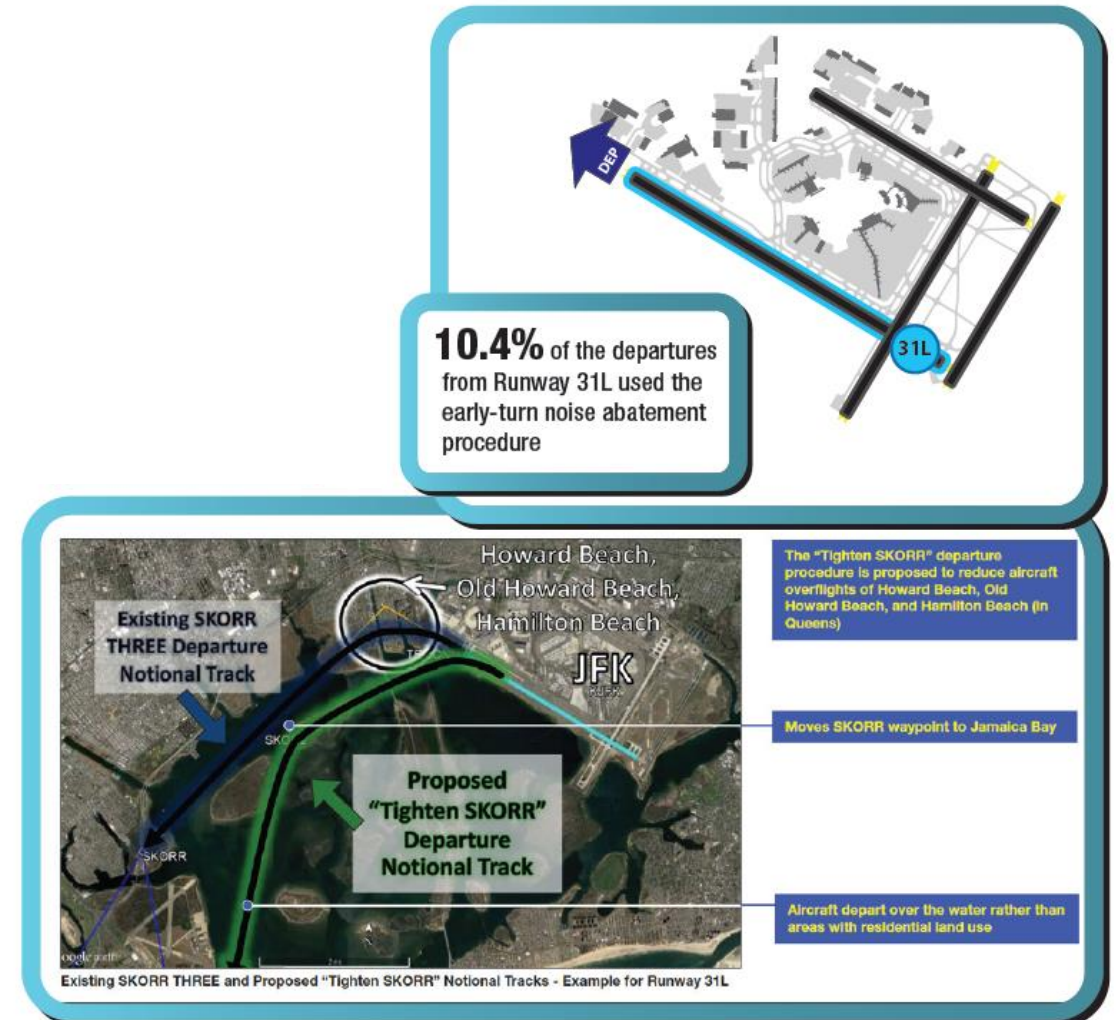 DEP
31L
10.4% of the departures
from Runway 31L used the
early-turn noise abatement
procedure
Howard Beach,
Old Howard Beach,
Hamilton Beach
JFK
KJFK
Existing SKORR
THREE Departure
Notional Track
SKORR
Proposed
“Tighten SKORR”
Departure
Notional Track
The “Tighten SKORR” departure
procedure is proposed to reduce aircraft
overflights of Howard Beach, Old
Howard Beach, and Hamilton Beach (in
Queens)
Moves SKORR waypoint to Jamaica Bay
Aircraft depart over the water rather than
areas with residential land use
Existing SKORR THREE and Proposed “Tighten SKORR” Notional Tracks - Example for Runway 31L